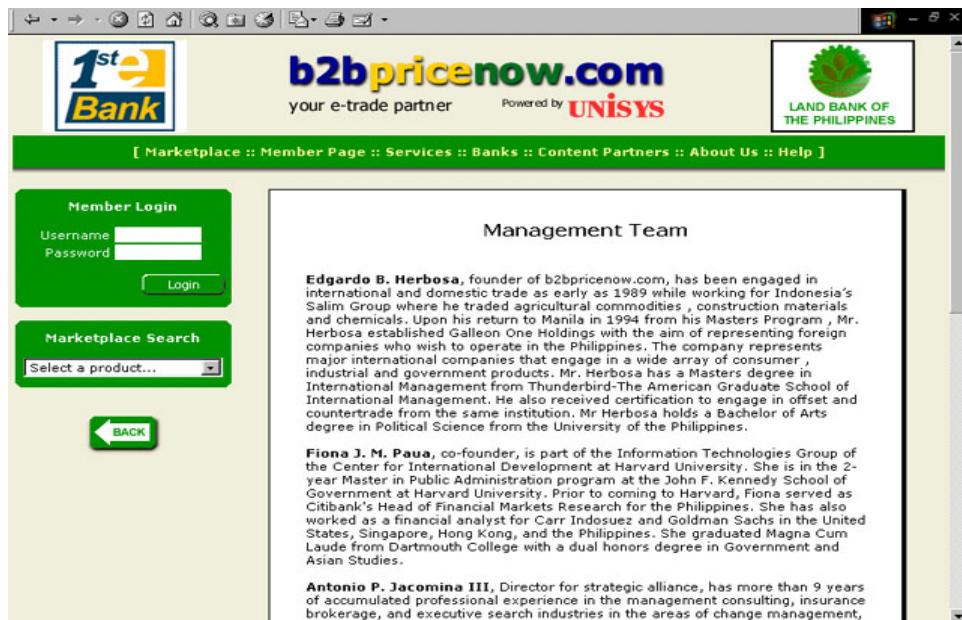 1st e
Bank
b2bpricenow.com
your e-trade partner Powered by UNISYS
LAND BANK OF
THE PHILIPPINES
[ Marketplace :: Member Page :: Services :: Banks :: Content Partners :: About Us :: Help ]
Member Login
Username
Password
Login
Marketplace Search
Select a product...
BACK
Management Team
Edgardo B. Herbosa, founder of b2bpricenow.com, has been engaged in
international and domestic trade as early as 1989 while working for Indonesia's
Salim Group where he traded agricultural commodities , construction materials
and chemicals. Upon his return to Manila in 1994 from his Masters Program , Mr.
Herbosa established Galleon One Holdings with the aim of representing foreign
companies who wish to operate in the Philippines. The company represents
major international companies that engage in a wide array of consumer ,
industrial and government products. Mr. Herbosa has a Masters degree in
International Management from Thunderbird-The American Graduate School of
International Management. He also received certification to engage in offset and
countertrade from the same institution. Mr Herbosa holds a Bachelor of Arts
degree in Political Science from the University of the Philippines.
Fiona J. M. Paua, co-founder, is part of the Information Technologies Group of
the Center for International Development at Harvard University. She is in the 2-
year Master in Public Administration program at the John F. Kennedy School of
Government at Harvard University. Prior to coming to Harvard, Fiona served as
Citibank's Head of Financial Markets Research for the Philippines. She has also
worked as a financial analyst for Carr Indosuez and Goldman Sachs in the United
States, Singapore, Hong Kong, and the Philippines. She graduated Magna Cum
Laude from Dartmouth College with a dual honors degree in Government and
Asian Studies.
Antonio P. Jacomina III, Director for strategic alliance, has more than 9 years
of accumulated professional experience in the management consulting, insurance
brokerage, and executive search industries in the areas of change management,